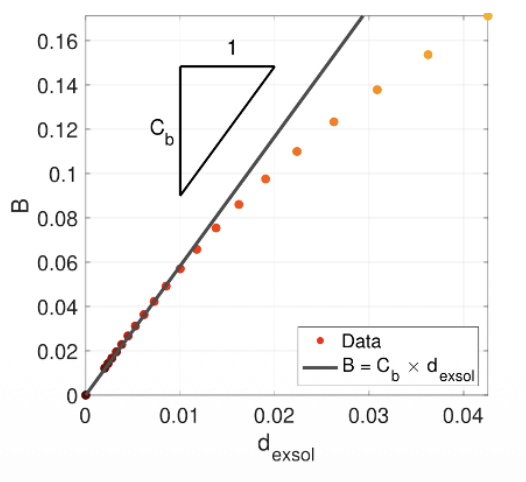 0.16
0.14
0.12
0.1
0.08
0.06
0.04
0.02
0
B
1
C_b
Data
B = C_b × d_exsol
0 0.01 0.02 0.03 0.04
d_exsol